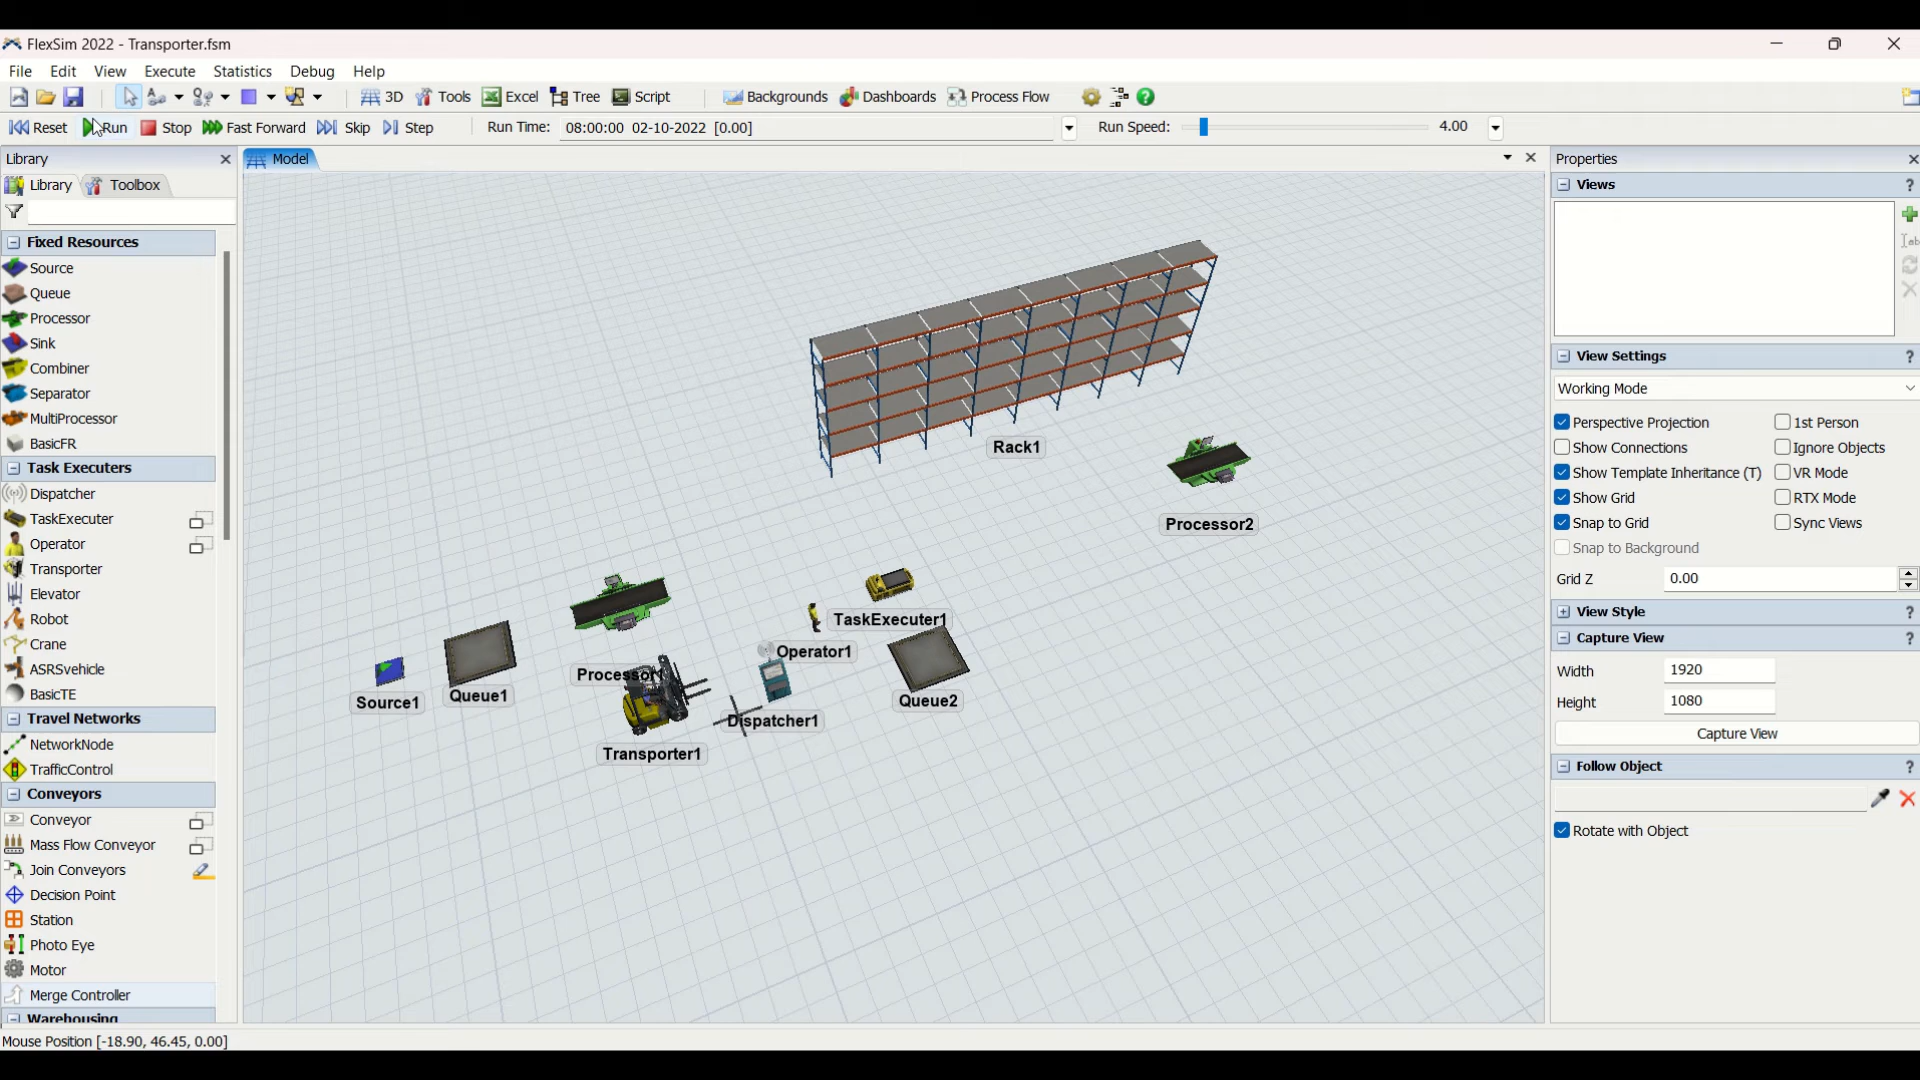 FlexSim 2022 - Transporter.fsm
File Edit View Execute Statistics Debug Help
3D Tools Excel Tree Script Backgrounds Dashboards Process Flow
Reset Run Stop Fast Forward Skip Step Run Time: 08:00:00 02-10-2022 [0.00] Run Speed: 4.00
Library
Library Toolbox
Fixed Resources
Source
Queue
Processor
Sink
Combiner
Separator
MultiProcessor
BasicFR
Task Executers
Dispatcher
TaskExecuter
Operator
Transporter
Elevator
Robot
Crane
ASRSvehicle
BasicTE
Travel Networks
NetworkNode
TrafficControl
Conveyors
Conveyor
Mass Flow Conveyor
Join Conveyors
Decision Point
Station
Photo Eye
Motor
Merge Controller
Warehousing
Model
Rack1
Processor2
TaskExecuter1
Operator1
Processor1
Source1
Queue1
Queue2
Dispatcher1
Transporter1
Properties
Views
View Settings
Working Mode
Perspective Projection 1st Person
Show Connections Ignore Objects
Show Template Inheritance (T) VR Mode
Show Grid RTX Mode
Snap to Grid Sync Views
Snap to Background
Grid Z 0.00
View Style
Capture View
Width 1920
Height 1080
Capture View
Follow Object
Rotate with Object
Mouse Position [-18.90, 46.45, 0.00]